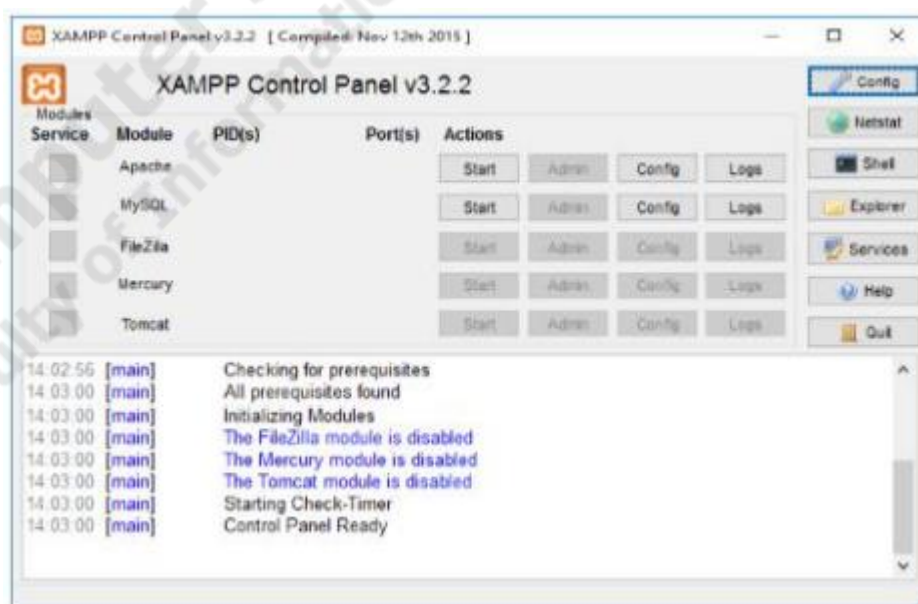 XAMPP Control Panel v3.2.2 [ Compiled: Nov 12th 2015 ]
XAMPP Control Panel v3.2.2
Config
Modules
Service Module PID(s) Port(s) Actions
Netstat
Apache Start Admin Config Logs
Shell
MySQL Start Admin Config Logs
Explorer
FileZilla Start Admin Config Logs
Services
Mercury Start Admin Config Logs
Help
Tomcat Start Admin Config Logs
Quit
14:02:56 [main] Checking for prerequisites
14:03:00 [main] All prerequisites found
14:03:00 [main] Initializing Modules
14:03:00 [main] The FileZilla module is disabled
14:03:00 [main] The Mercury module is disabled
14:03:00 [main] The Tomcat module is disabled
14:03:00 [main] Starting Check-Timer
14:03:00 [main] Control Panel Ready